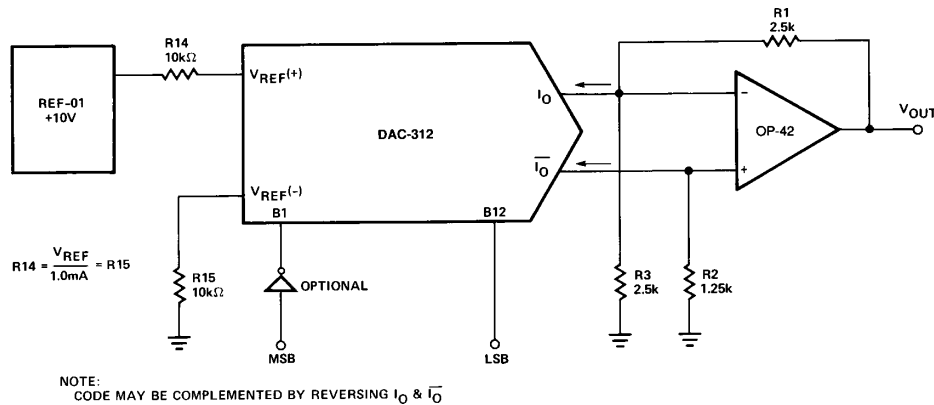 R1
2.5k
R14
10kΩ
REF-01
+10V
VREF(+)
IO
DAC-312
–
OP-42
VOUT
IO
+
VREF(-)
B1
B12
R14 = VREF / 1.0mA = R15
R15
10kΩ
OPTIONAL
R3
2.5k
R2
1.25k
MSB
LSB
NOTE:
CODE MAY BE COMPLEMENTED BY REVERSING IO & I̅O̅